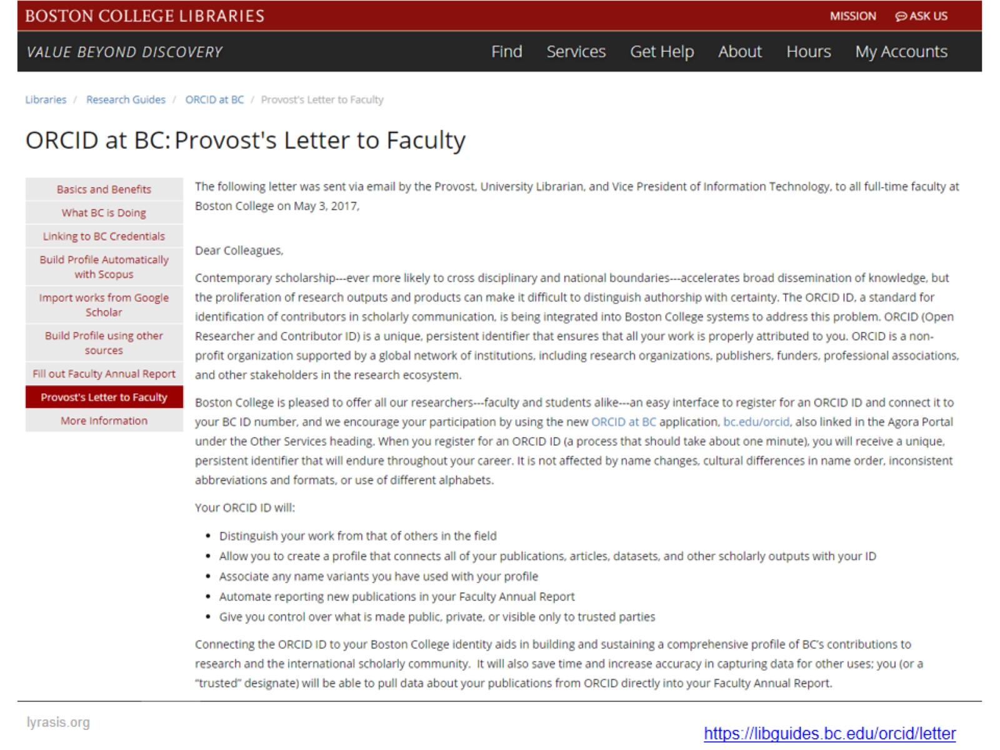 BOSTON COLLEGE LIBRARIES
MISSION ASK US
VALUE BEYOND DISCOVERY
Find Services Get Help About Hours My Accounts
Libraries / Research Guides / ORCID at BC / Provost's Letter to Faculty
ORCID at BC: Provost's Letter to Faculty
Basics and Benefits
What BC is Doing
Linking to BC Credentials
Build Profile Automatically
with Scopus
Import works from Google
Scholar
Build Profile using other
sources
Fill out Faculty Annual Report
Provost's Letter to Faculty
More Information
The following letter was sent via email by the Provost, University Librarian, and Vice President of Information Technology, to all full-time faculty at
Boston College on May 3, 2017,
Dear Colleagues,
Contemporary scholarship---ever more likely to cross disciplinary and national boundaries---accelerates broad dissemination of knowledge, but
the proliferation of research outputs and products can make it difficult to distinguish authorship with certainty. The ORCID ID, a standard for
identification of contributors in scholarly communication, is being integrated into Boston College systems to address this problem. ORCID (Open
Researcher and Contributor ID) is a unique, persistent identifier that ensures that all your work is properly attributed to you. ORCID is a non-
profit organization supported by a global network of institutions, including research organizations, publishers, funders, professional associations,
and other stakeholders in the research ecosystem.
Boston College is pleased to offer all our researchers---faculty and students alike---an easy interface to register for an ORCID ID and connect it to
your BC ID number, and we encourage your participation by using the new ORCID at BC application, bc.edu/orcid, also linked in the Agora Portal
under the Other Services heading. When you register for an ORCID ID (a process that should take about one minute), you will receive a unique,
persistent identifier that will endure throughout your career. It is not affected by name changes, cultural differences in name order, inconsistent
abbreviations and formats, or use of different alphabets.
Your ORCID ID will:
• Distinguish your work from that of others in the field
• Allow you to create a profile that connects all of your publications, articles, datasets, and other scholarly outputs with your ID
• Associate any name variants you have used with your profile
• Automate reporting new publications in your Faculty Annual Report
• Give you control over what is made public, private, or visible only to trusted parties
Connecting the ORCID ID to your Boston College identity aids in building and sustaining a comprehensive profile of BC's contributions to
research and the international scholarly community. It will also save time and increase accuracy in capturing data for other uses; you (or a
"trusted" designate) will be able to pull data about your publications from ORCID directly into your Faculty Annual Report.
lyrasis.org
https://libguides.bc.edu/orcid/letter